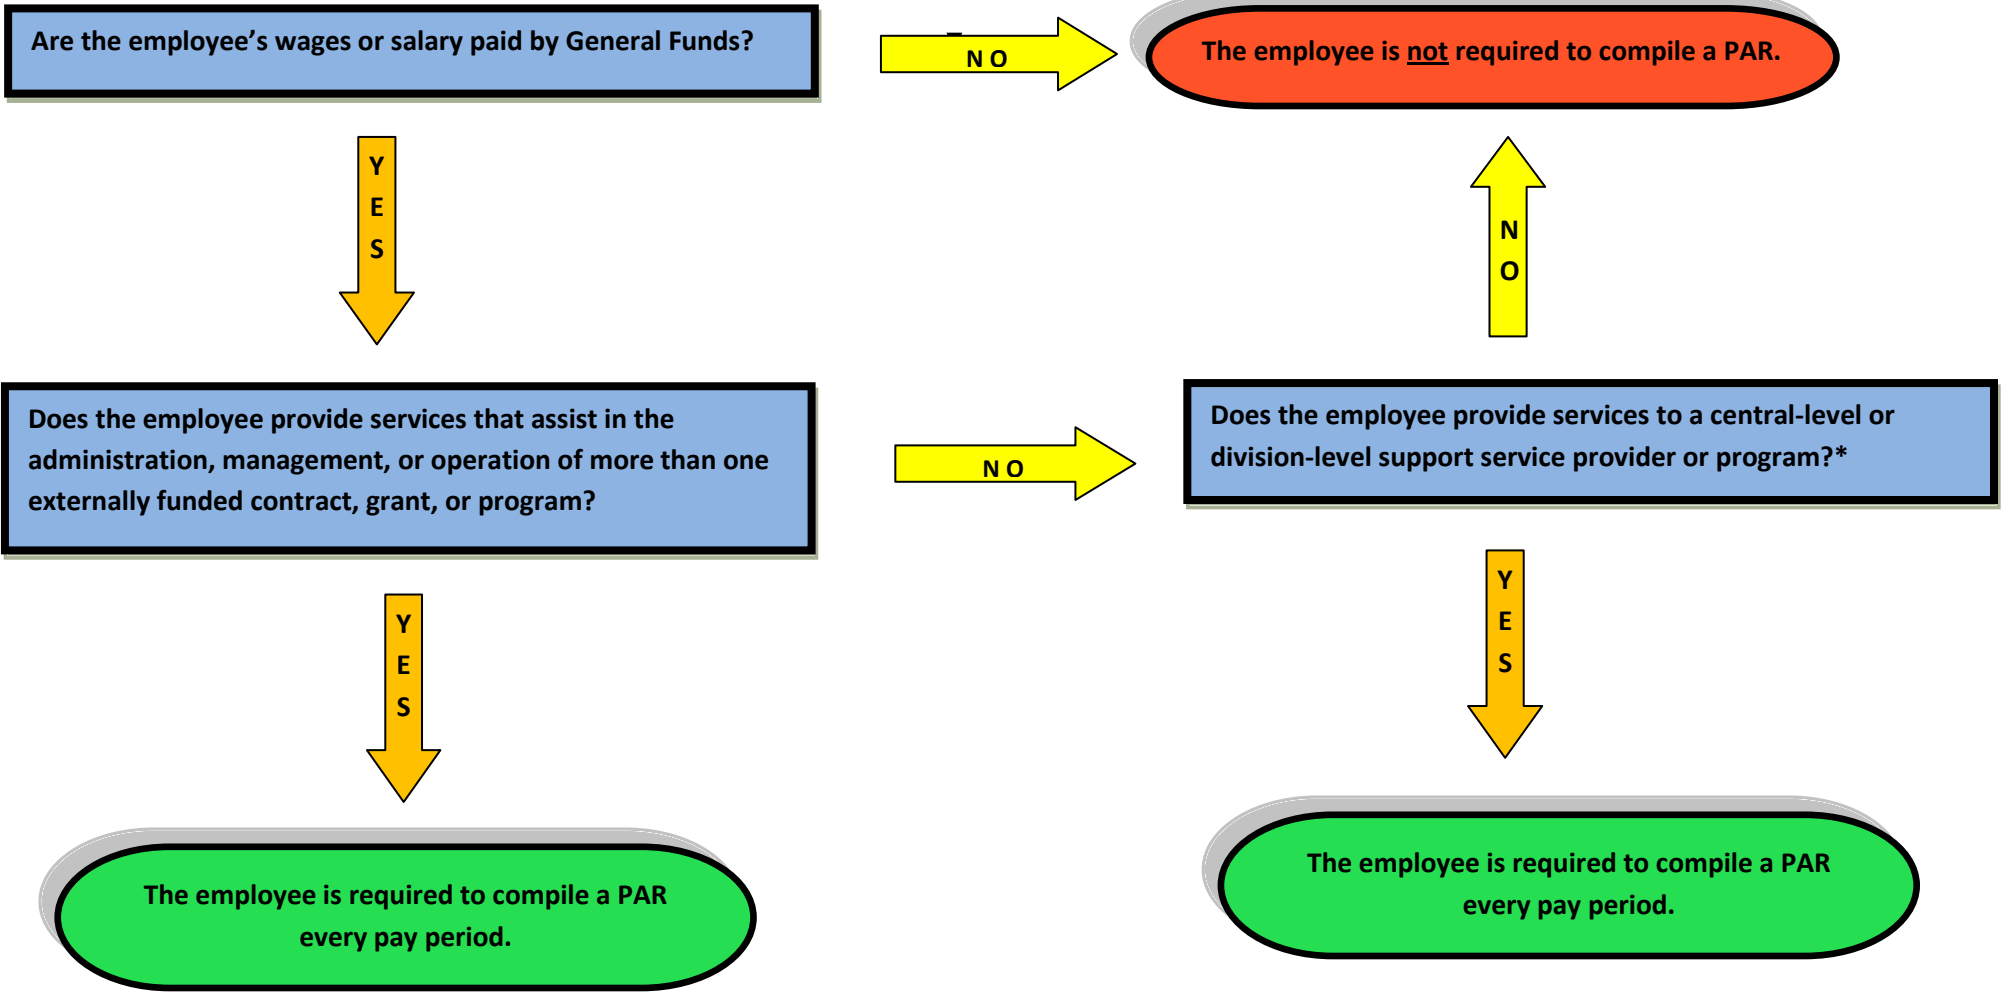 Are the employee’s wages or salary paid by General Funds?
N O
The employee is not required to compile a PAR.
Y
E
S
N
O
Does the employee provide services that assist in the
administration, management, or operation of more than one
externally funded contract, grant, or program?
N O
Does the employee provide services to a central-level or
division-level support service provider or program?*
Y
E
S
Y
E
S
The employee is required to compile a PAR
every pay period.
The employee is required to compile a PAR
every pay period.